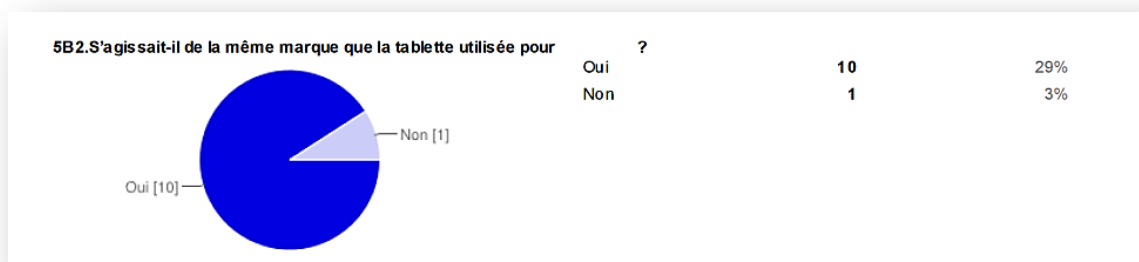 5B2.S'agissait-il de la même marque que la tablette utilisée pour ?
Oui 10 29%
Non 1 3%
Non [1]
Oui [10]